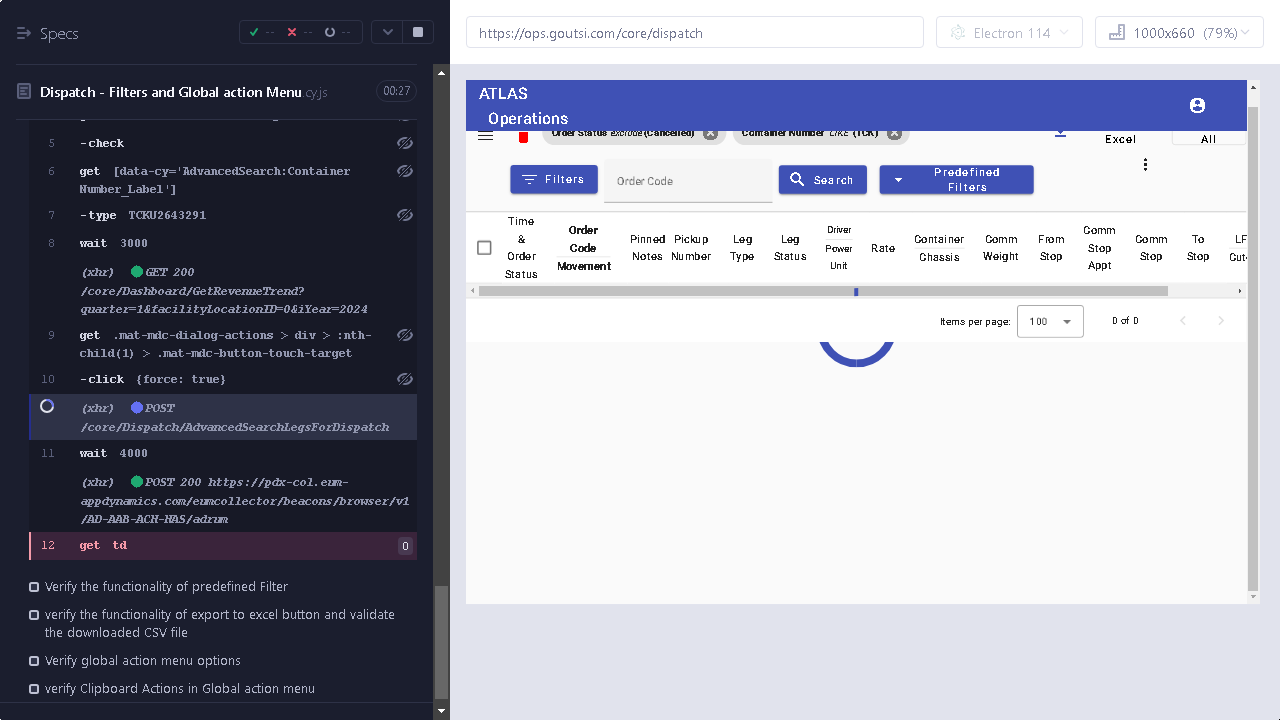 Specs
--
--
--
Dispatch - Filters and Global action Menu.cy.js
00:27
5 -check
6 get [data-cy='AdvancedSearch:Container
Number_Label']
7 -type TCKU2643291
8 wait 3000
(xhr) GET 200
/core/Dashboard/GetRevenueTrend?
quarter=1&facilityLocationID=0&iYear=2024
9 get .mat-mdc-dialog-actions > div > :nth-
child(1) > .mat-mdc-button-touch-target
10 -click {force: true}
(xhr) POST
/core/Dispatch/AdvancedSearchLegsForDispatch
11 wait 4000
(xhr) POST 200 https://pdx-col.eum-
appdynamics.com/eumcollector/beacons/browser/v1
/AD-AAB-ACH-HAS/adrum
12 get td 0
Verify the functionality of predefined Filter
verify the functionality of export to excel button and validate
the downloaded CSV file
Verify global action menu options
verify Clipboard Actions in Global action menu
https://ops.goutsi.com/core/dispatch
Electron 114
1000x660 (79%)
ATLAS
Operations
Order Status exclude (Cancelled)
Container Number LIKE (TCK)
Excel
All
Filters
Order Code
Search
Predefined
Filters
Time
&
Order
Status
Order
Code
Movement
Pinned
Notes
Pickup
Number
Leg
Type
Leg
Status
Driver
Power
Unit
Rate
Container
Chassis
Comm
Weight
From
Stop
Comm
Stop
Appt
Comm
Stop
To
Stop
LF
Cut-
Items per page: 100 0 of 0